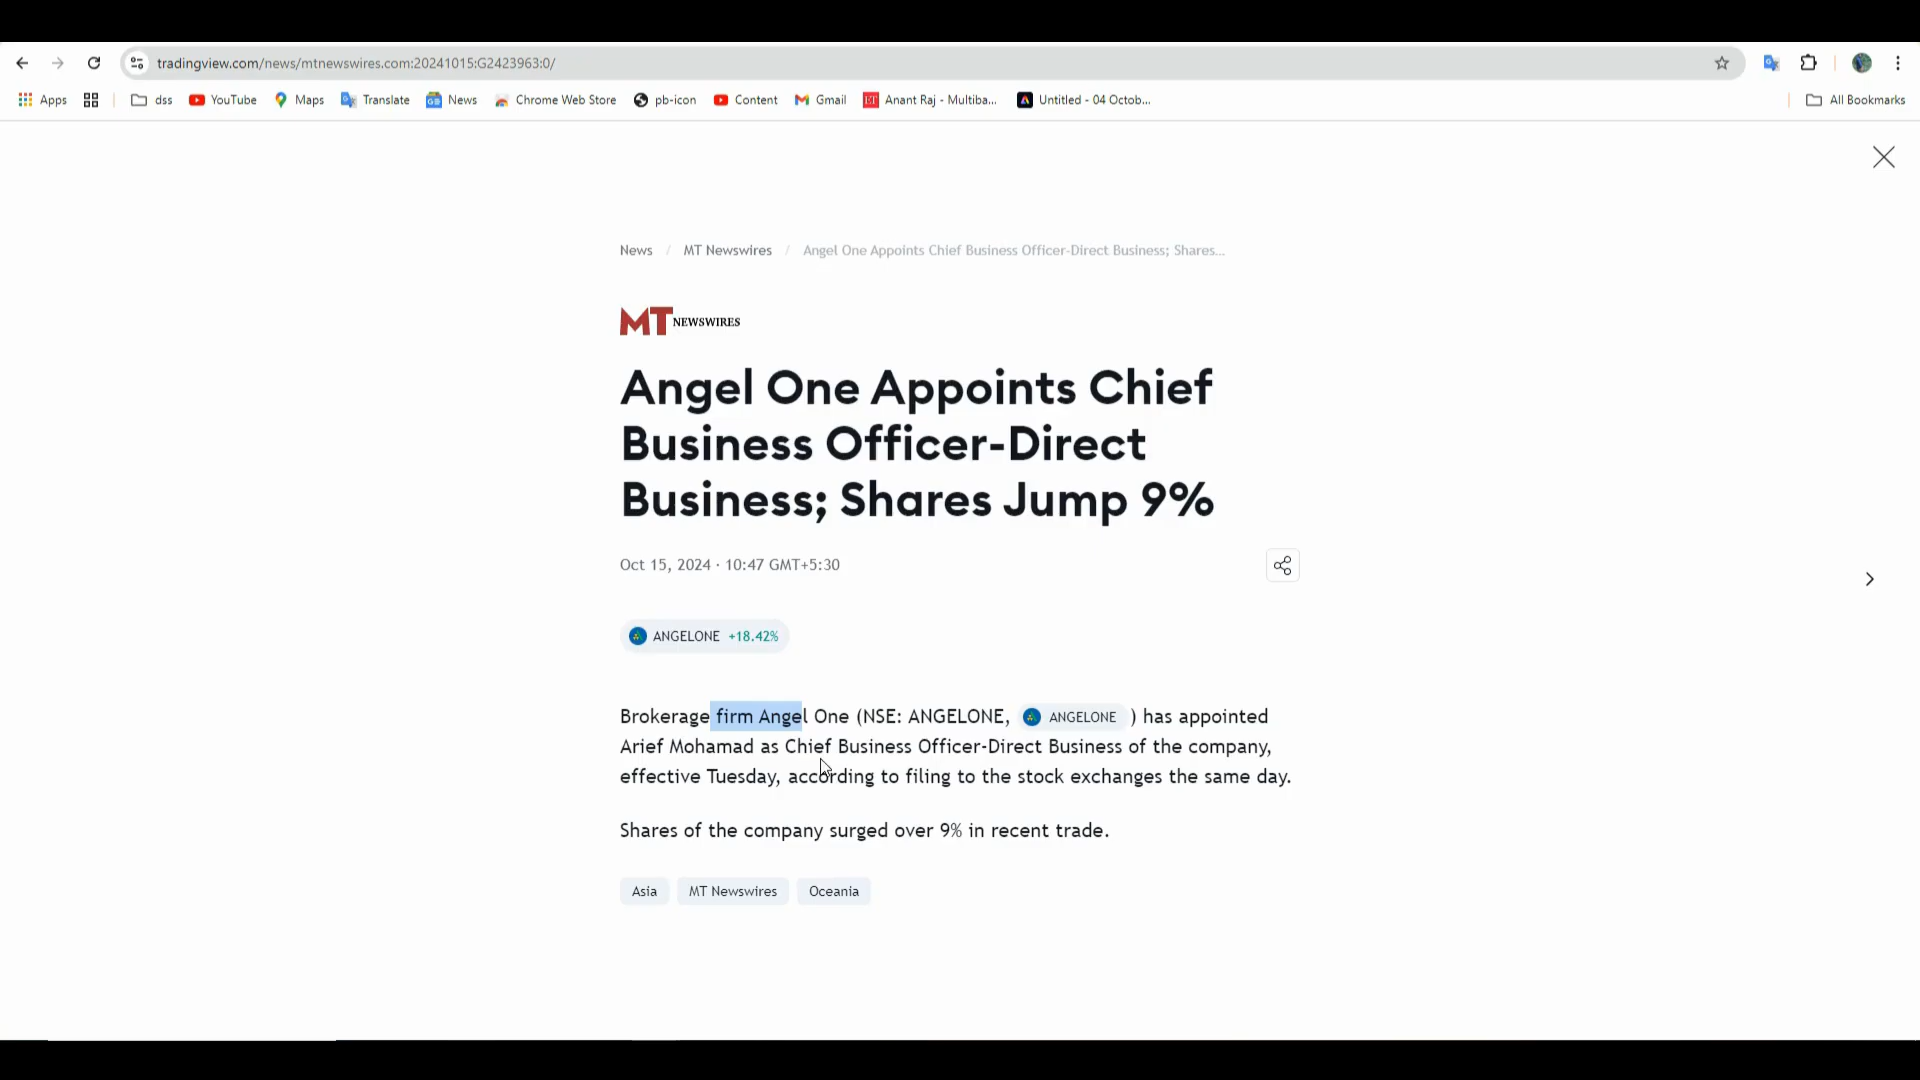 tradingview.com/news/mtnewswires.com:20241015:G2423963:0/
Apps dss YouTube Maps Translate News Chrome Web Store pb-icon Content Gmail Anant Raj - Multiba... Untitled - 04 Octob... All Bookmarks
News / MT Newswires / Angel One Appoints Chief Business Officer-Direct Business; Shares...
MT NEWSWIRES
Angel One Appoints Chief
Business Officer-Direct
Business; Shares Jump 9%
Oct 15, 2024 · 10:47 GMT+5:30
ANGELONE +18.42%
Brokerage firm Angel One (NSE: ANGELONE, ANGELONE ) has appointed
Arief Mohamad as Chief Business Officer-Direct Business of the company,
effective Tuesday, according to filing to the stock exchanges the same day.
Shares of the company surged over 9% in recent trade.
Asia MT Newswires Oceania